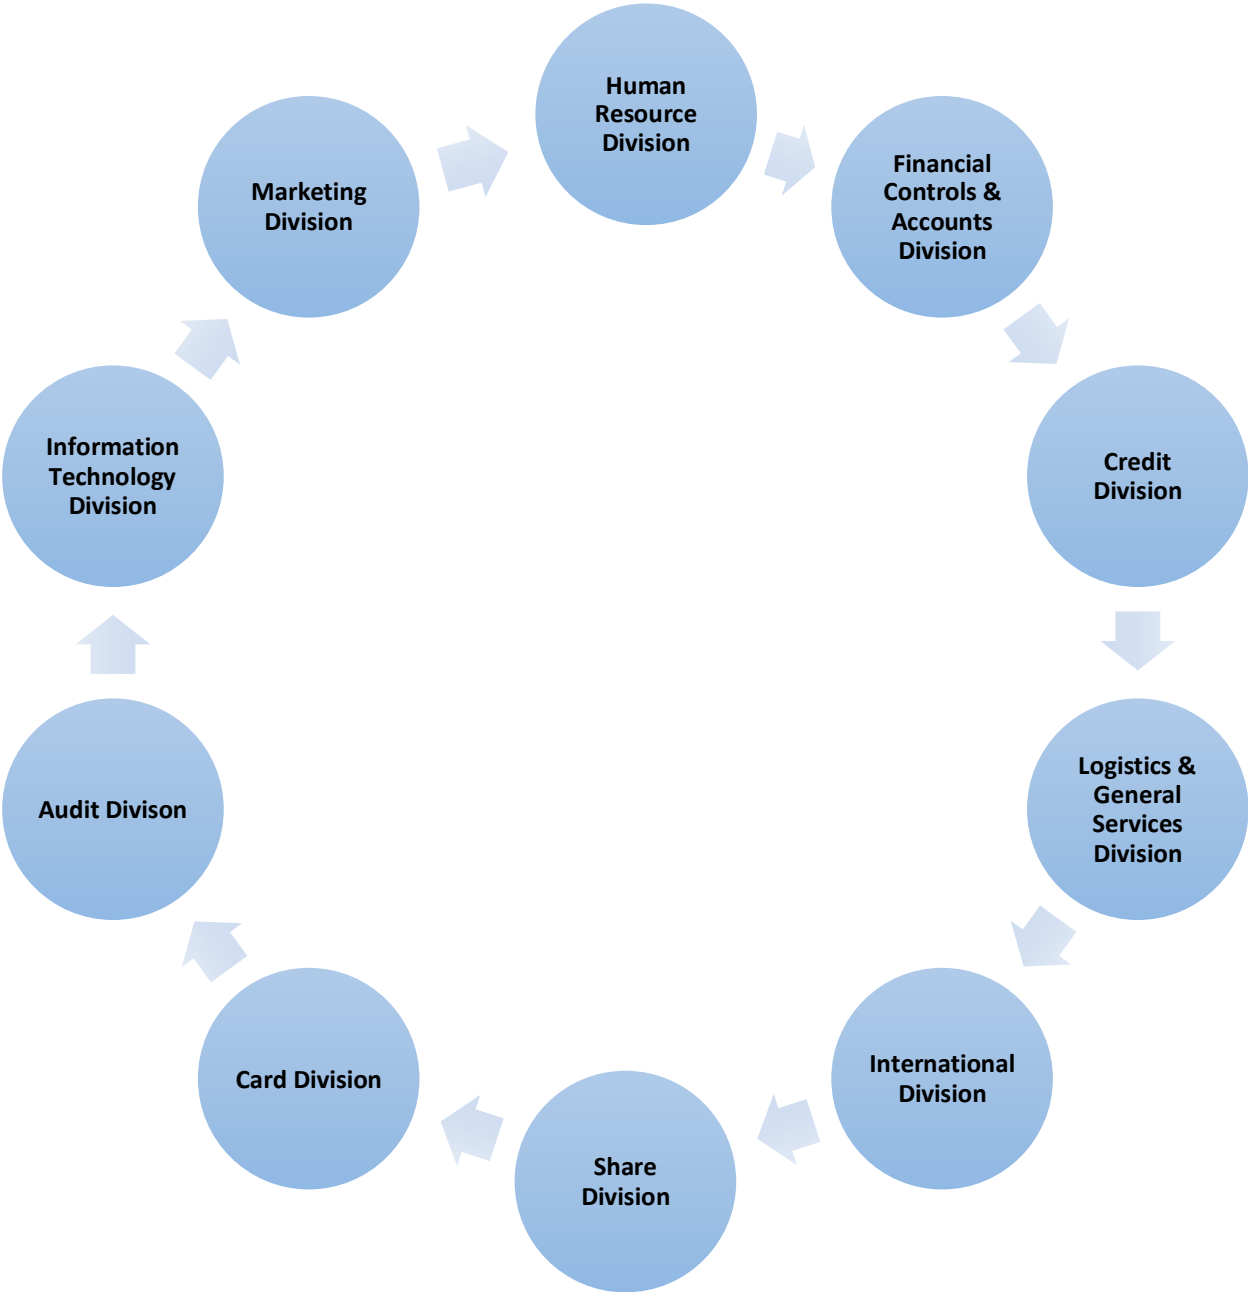 Human
Resource
Division
Financial
Controls &
Accounts
Division
Credit
Division
Logistics &
General
Services
Division
International
Division
Share
Division
Card Division
Audit Divison
Information
Technology
Division
Marketing
Division